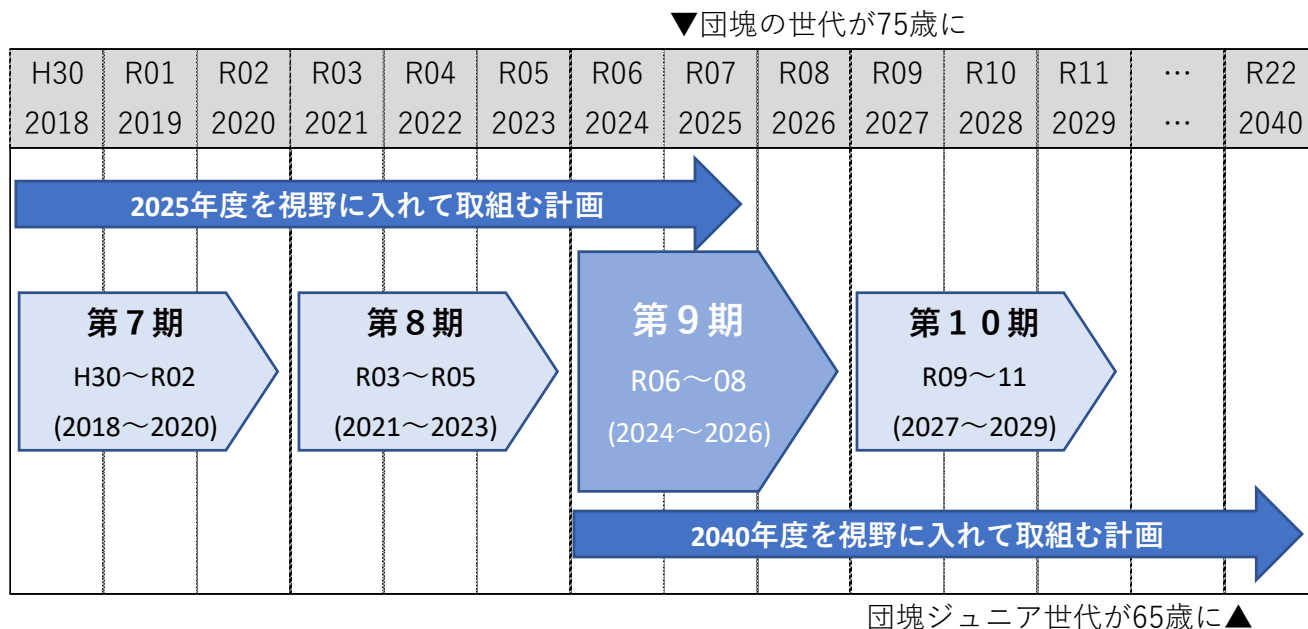 ▼団塊の世代が75歳に
H30 R01 R02 R03 R04 R05 R06 R07 R08 R09 R10 R11 … R22
2018 2019 2020 2021 2022 2023 2024 2025 2026 2027 2028 2029 … 2040
2025年度を視野に入れて取組む計画
第７期
H30～R02
(2018～2020)
第８期
R03～R05
(2021～2023)
第９期
R06～08
(2024～2026)
第１０期
R09～11
(2027～2029)
2040年度を視野に入れて取組む計画
団塊ジュニア世代が65歳に▲